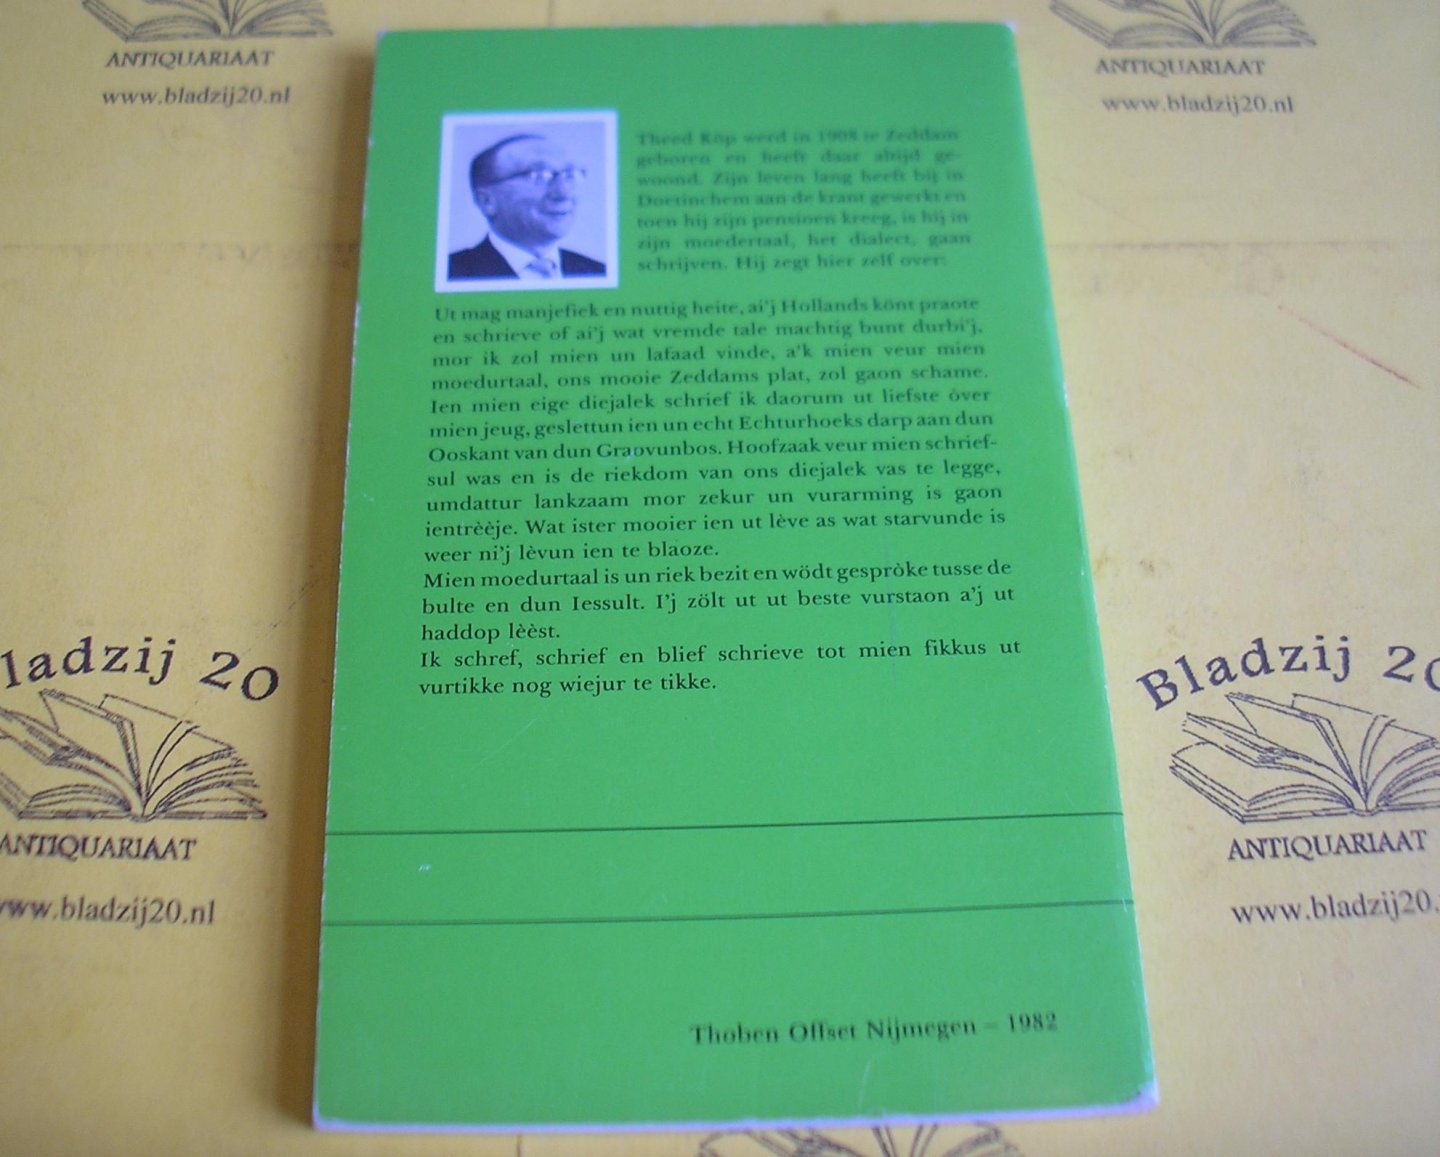 ANTIQUARIAAT
www.bladzij20.nl
ANTIQUARIAAT
www.bladzij20.nl
Theed Küp werd in 1908 te Zeddam
geboren en heeft daar altijd ge-
woond. Zijn leven lang heeft bij in
Doetinchem aan de krant gewerkt en
toen hij zijn pensioen kreeg, is hij in
zijn moedertaal, het dialect, gaan
schrijven. Hij zegt hier zelf over:
Ut mag manjefiek en nuttig heite, ai'j Hollands könt praote
en schrieve of ai'j wat vremde tale machtig bunt durbi'j,
mor ik zol mien un lafaad vinde, a'k mien veur mien
moedurtaal, ons mooie Zeddams plat, zol gaon schame.
Ien mien eige diejalek schrief ik daorum ut liefste òver
mien jeug, geslettun ien un echt Echturhoeks darp aan dun
Ooskant van dun Graovunbos. Hoofzaak veur mien schrief-
sul was en is de riekdom van ons diejalek vas te legge,
umdattur lankzaam mor zekur un vurarming is gaon
ientrèèje. Wat ister mooier ien ut lève as wat starvunde is
weer ni'j lèvun ien te blaoze.
Mien moedurtaal is un riek bezit en wödt gespròke tusse de
bulte en dun Iessult. I'j zölt ut ut beste vurstaon a'j ut
haddop lèèst.
Ik schref, schrief en blief schrieve tot mien fikkus ut
vurtikke nog wiejur te tikke.
Thoben Offset Nijmegen – 1982
ladzij 20
ANTIQUARIAAT
www.bladzij20.nl
Bladzij 20
ANTIQUARIAAT
www.bladzij20.